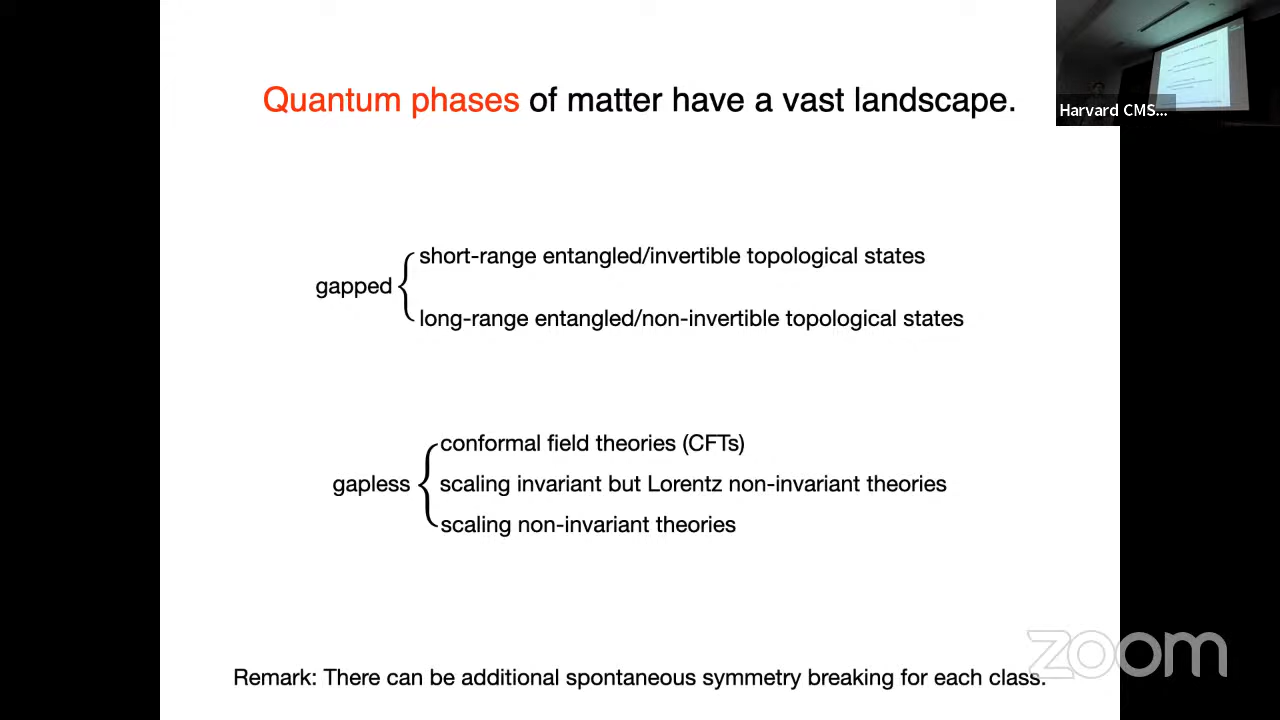 Quantum phases of matter have a vast landscape.
Harvard CMS...
short-range entangled/invertible topological states
gapped
long-range entangled/non-invertible topological states
conformal field theories (CFTs)
gapless
scaling invariant but Lorentz non-invariant theories
scaling non-invariant theories
zoom
Remark: There can be additional spontaneous symmetry breaking for each class.